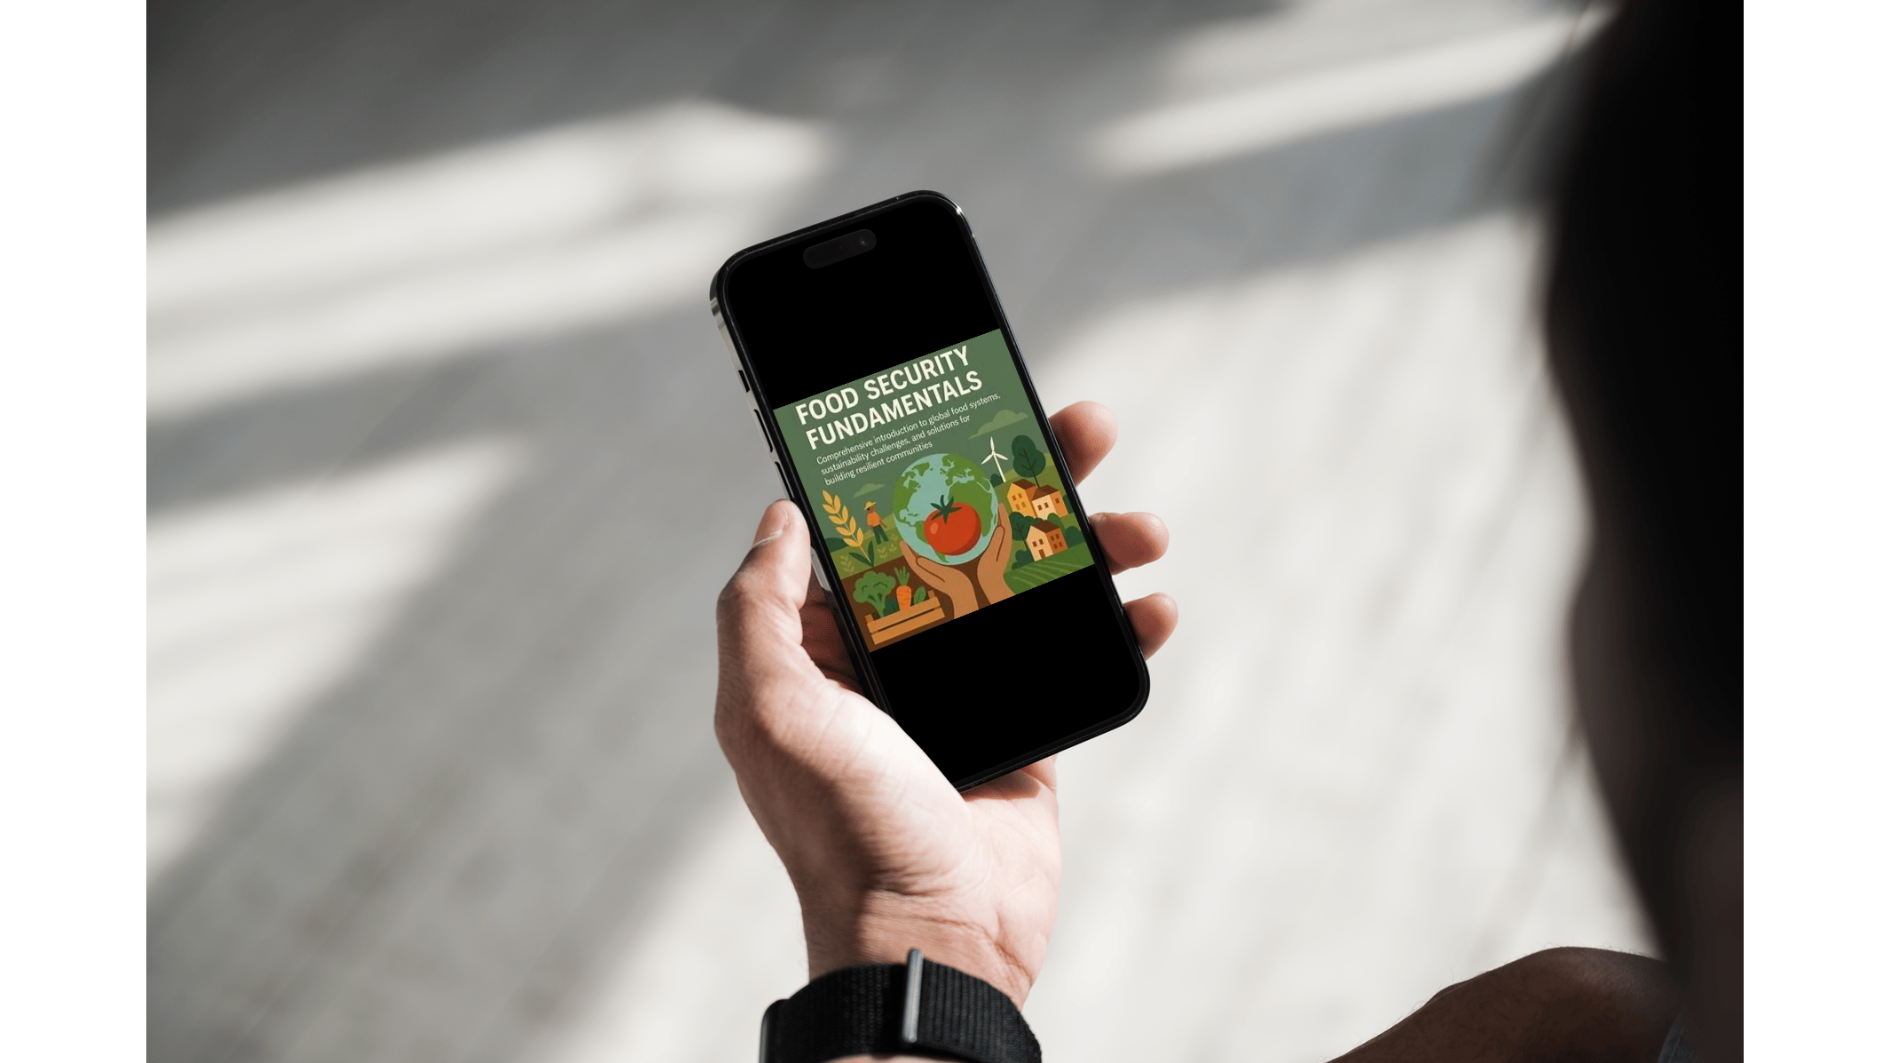 FOOD SECURITY
FUNDAMENTALS
Comprehensive introduction to global food systems,
sustainability challenges, and solutions for
building resilient communities